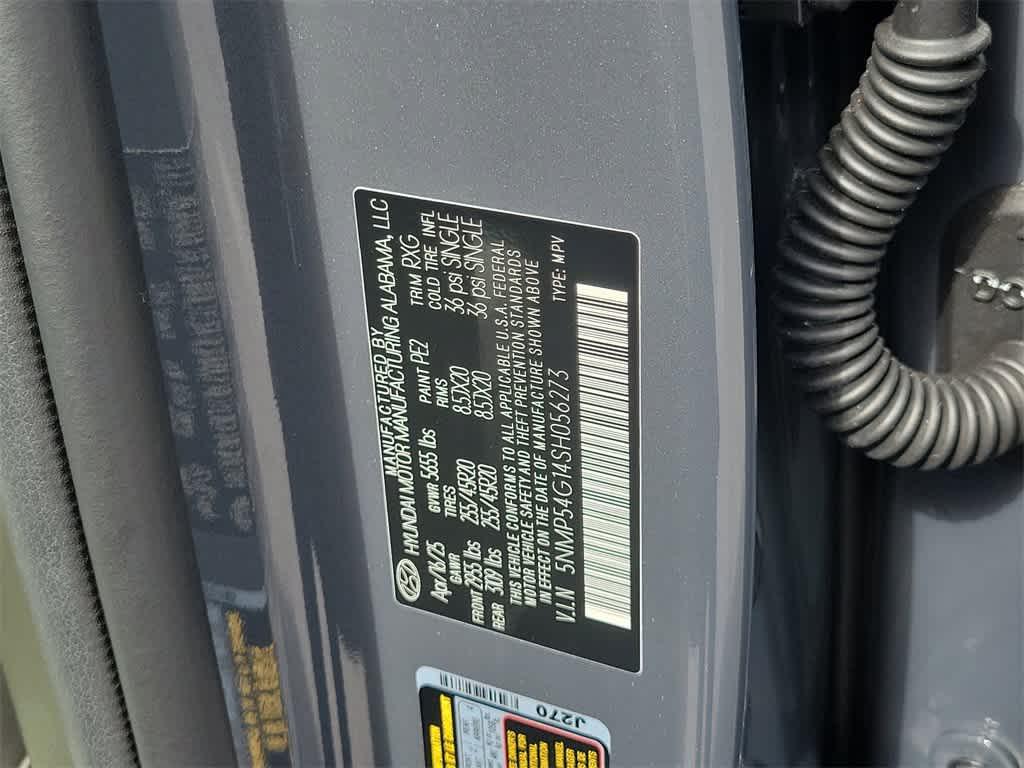 MANUFACTURED BY
HYUNDAI MOTOR MANUFACTURING ALABAMA, LLC
Apr/16/25 GVWR 5655 lbs PAINT PE2 TRIM RXG
GAWR TIRES RIMS COLD TIRE INFL
FRONT 2955 lbs 255/45R20 8.5JX20 36 psi SINGLE
REAR 3109 lbs 255/45R20 8.5JX20 36 psi SINGLE
THIS VEHICLE CONFORMS TO ALL APPLICABLE U.S.A. FEDERAL
MOTOR VEHICLE SAFETY AND THEFT PREVENTION STANDARDS
IN EFFECT ON THE DATE OF MANUFACTURE SHOWN ABOVE
V.I.N 5NMP54G14SH056273 TYPE: MPV
J270